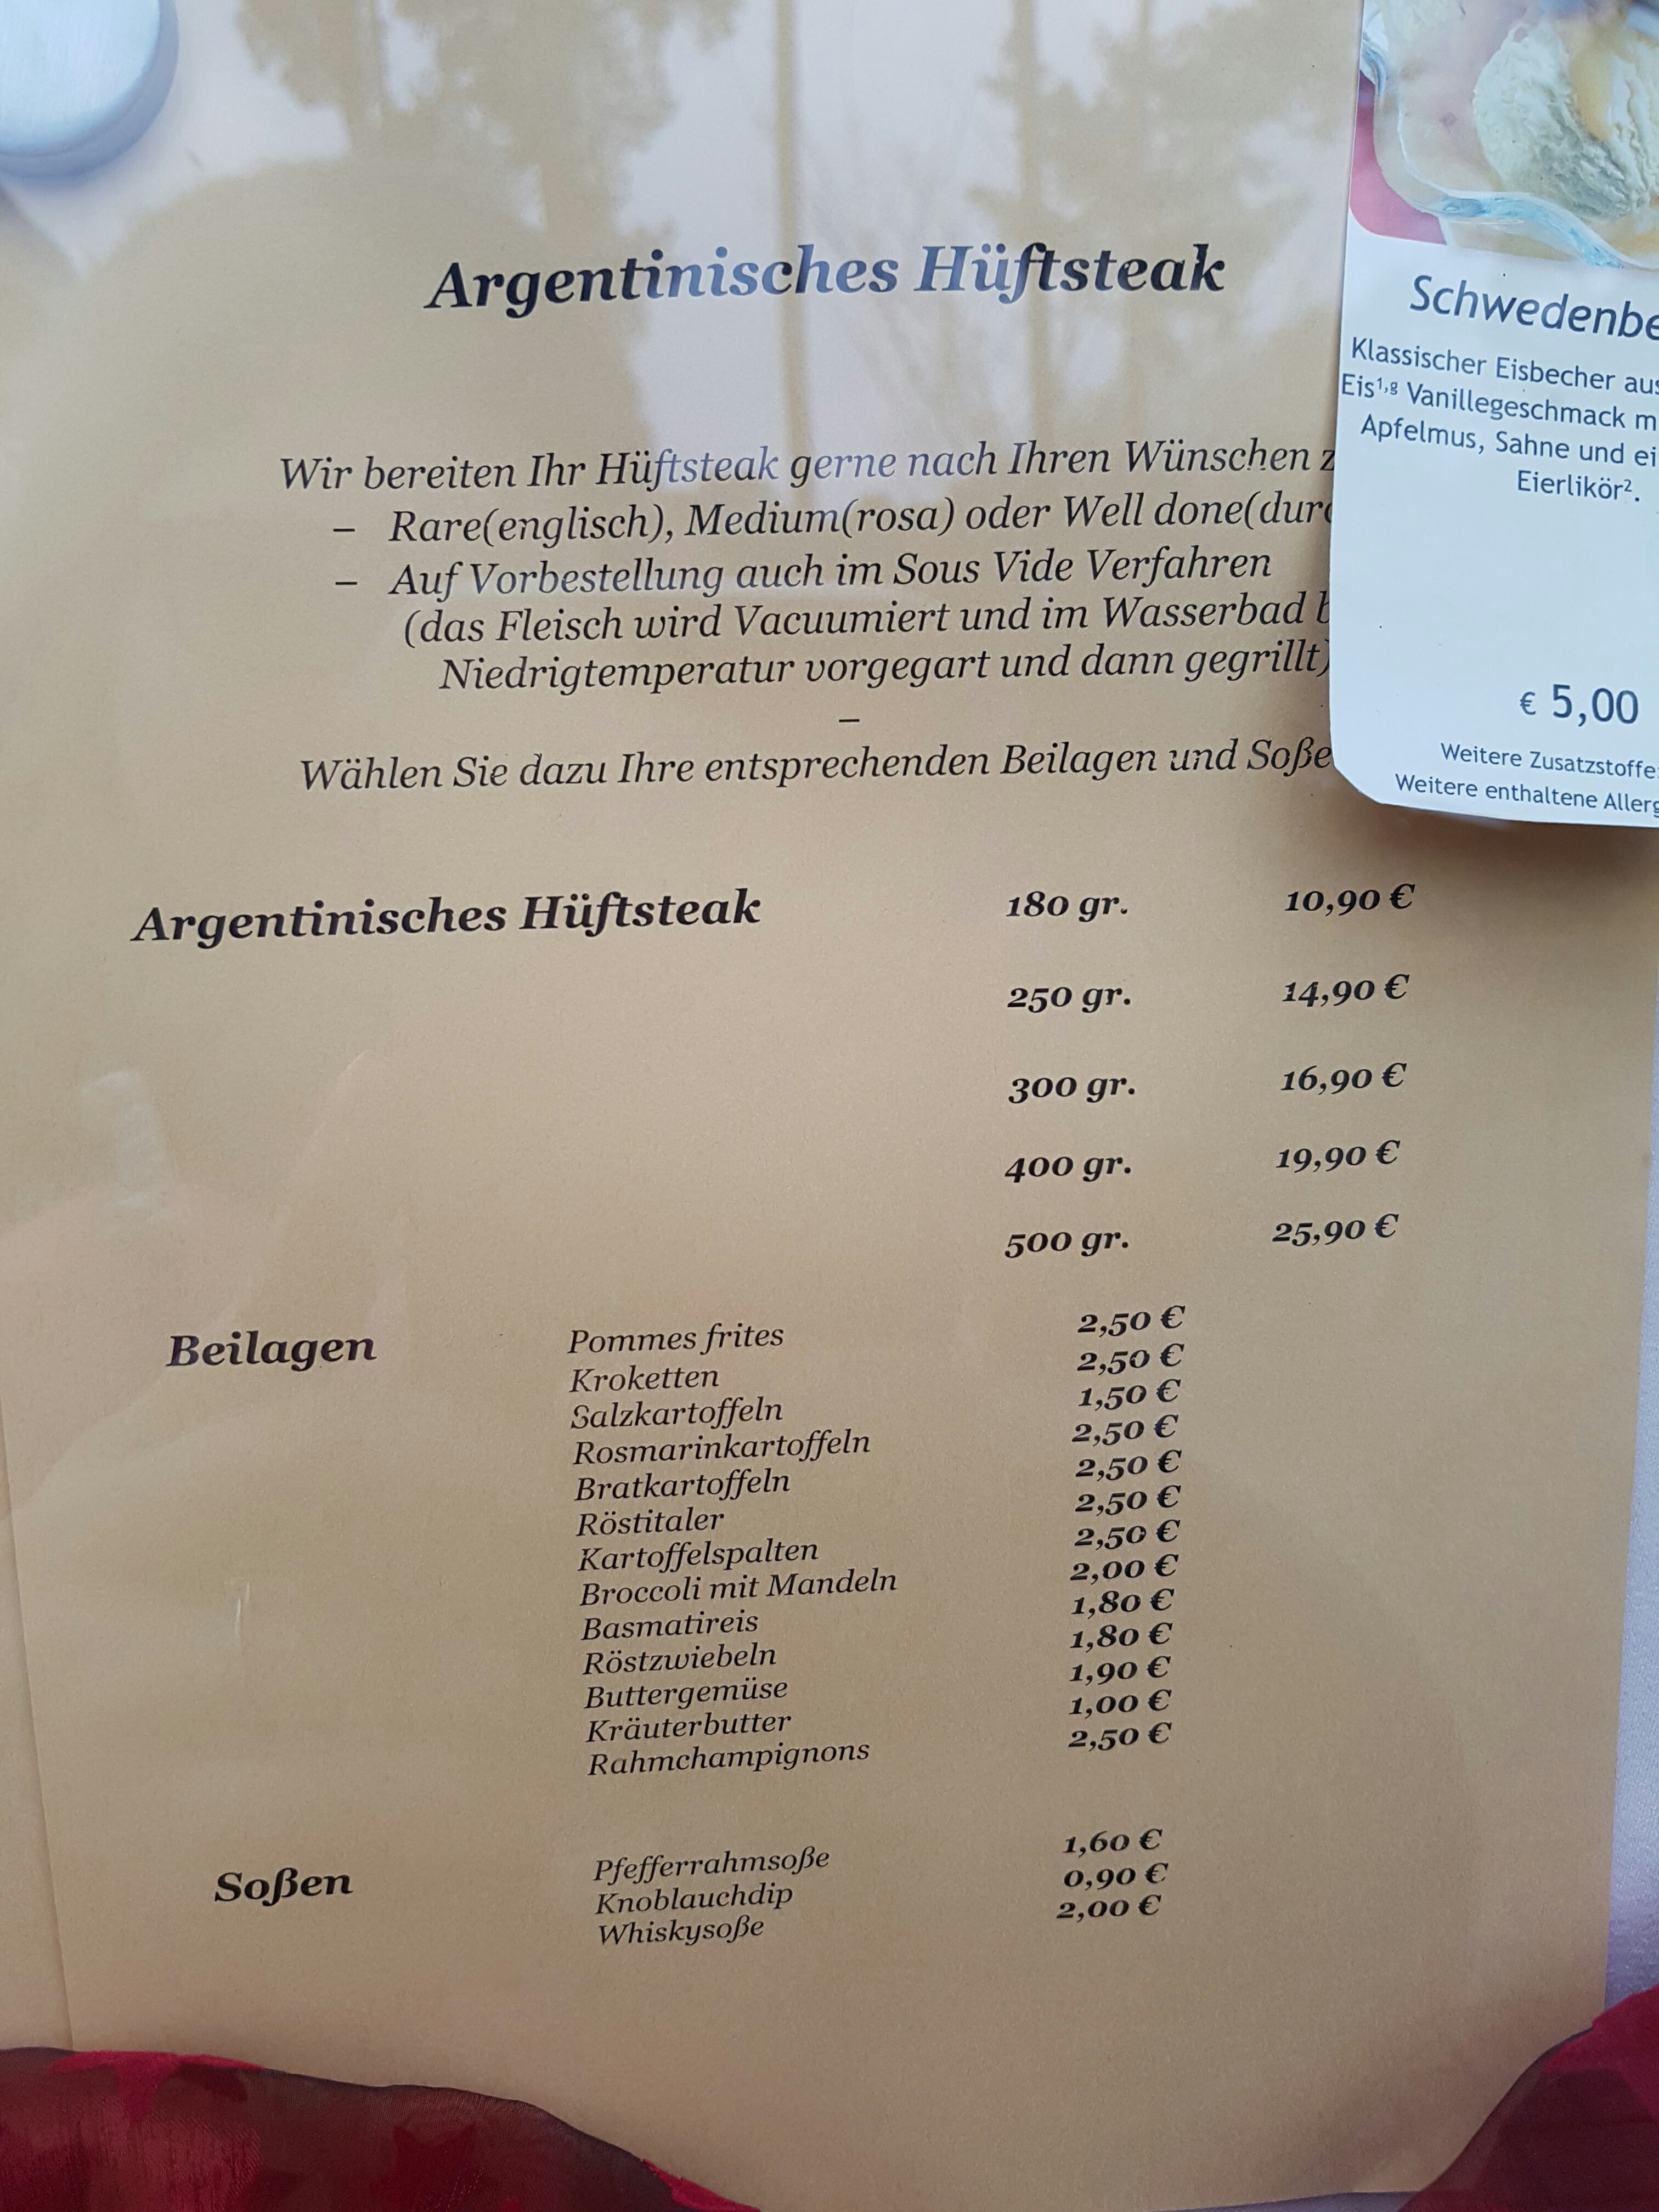 Argentinisches Hüftsteak
Wir bereiten Ihr Hüftsteak gerne nach Ihren Wünschen
– Rare(englisch), Medium(rosa) oder Well done
– Auf Vorbestellung auch im Sous Vide Verfahren
(das Fleisch wird Vacuumiert und im Wasserbad
Niedrigtemperatur vorgegart und dann gegrillt)
–
Wählen Sie dazu Ihre entsprechenden Beilagen und Soße
Argentinisches Hüftsteak 180 gr. 10,90 €
250 gr. 14,90 €
300 gr. 16,90 €
400 gr. 19,90 €
500 gr. 25,90 €
Beilagen Pommes frites 2,50 €
Kroketten 2,50 €
Salzkartoffeln 1,50 €
Rosmarinkartoffeln 2,50 €
Bratkartoffeln 2,50 €
Röstitaler 2,50 €
Kartoffelspalten 2,50 €
Broccoli mit Mandeln 2,00 €
Basmatireis 1,80 €
Röstzwiebeln 1,80 €
Buttergemüse 1,90 €
Kräuterbutter 1,00 €
Rahmchampignons 2,50 €
Soßen Pfefferrahmsoße 1,60 €
Knoblauchdip 0,90 €
Whiskysoße 2,00 €
Schwedenbe
Klassischer Eisbecher aus
Eis¹,ᵍ Vanillegeschmack m
Apfelmus, Sahne und ei
Eierlikör².
€ 5,00
Weitere Zusatzstoffe:
Weitere enthaltene Allerg